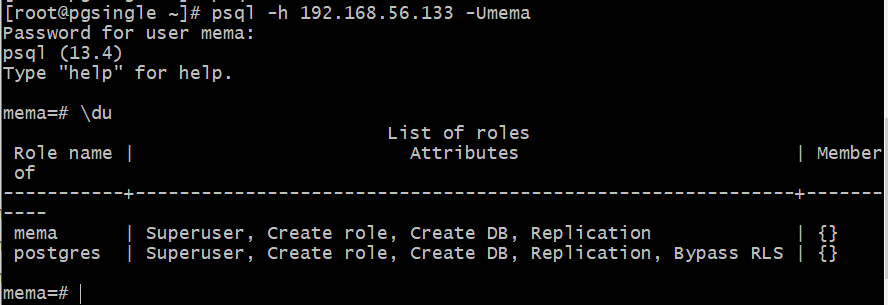 [root@pgsingle ~]# psql -h 192.168.56.133 -Umema
Password for user mema:
psql (13.4)
Type "help" for help.

mema=# \du
                                   List of roles
 Role name |                         Attributes                         | Member
 of
-----------+------------------------------------------------------------+-------
----
 mema      | Superuser, Create role, Create DB, Replication             | {}
 postgres  | Superuser, Create role, Create DB, Replication, Bypass RLS | {}

mema=#